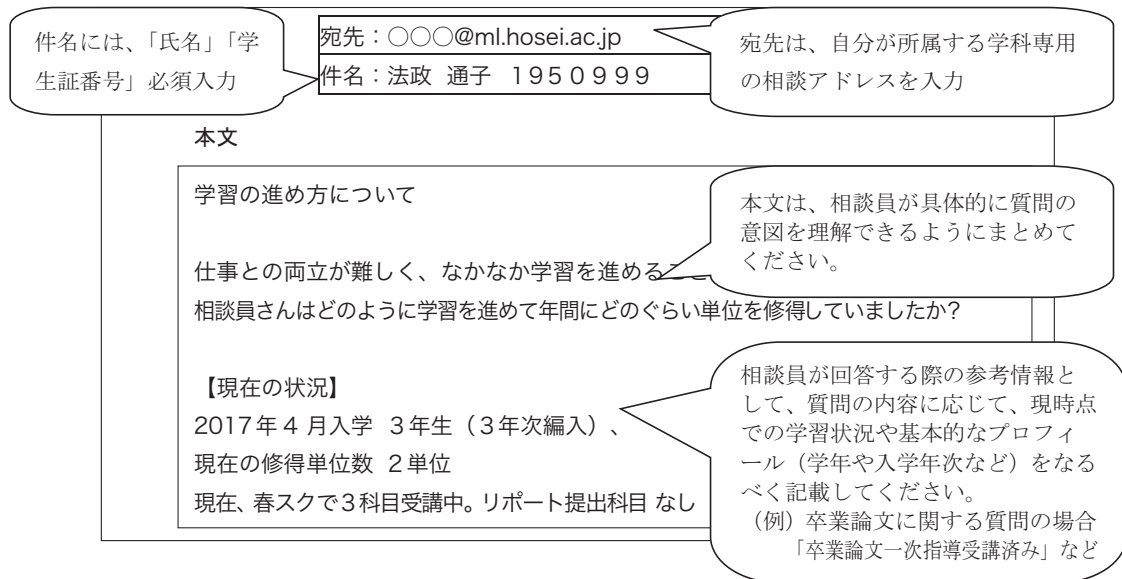 件名には、「氏名」「学
生証番号」必須入力
宛先：○○○@ml.hosei.ac.jp
件名：法政 通子 １９５０９９９
宛先は、自分が所属する学科専用
の相談アドレスを入力
本文
学習の進め方について
本文は、相談員が具体的に質問の
意図を理解できるようにまとめて
ください。
仕事との両立が難しく、なかなか学習を進める
相談員さんはどのように学習を進めて年間にどのぐらい単位を修得していましたか?
【現在の状況】
2017年 4 月入学 ３年生（３年次編入）、
現在の修得単位数 ２単位
現在、春スクで３科目受講中。リポート提出科目 なし
相談員が回答する際の参考情報と
して、質問の内容に応じて、現時点
での学習状況や基本的なプロフィ
ール（学年や入学年次など）をなる
べく記載してください。
（例）卒業論文に関する質問の場合
「卒業論文一次指導受講済み」など